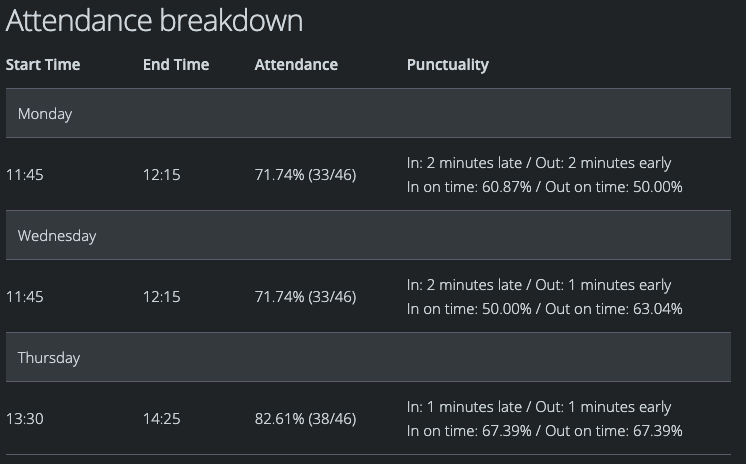 Attendance breakdown
Start Time End Time Attendance Punctuality
Monday
11:45 12:15 71.74% (33/46) In: 2 minutes late / Out: 2 minutes early
In on time: 60.87% / Out on time: 50.00%
Wednesday
11:45 12:15 71.74% (33/46) In: 2 minutes late / Out: 1 minutes early
In on time: 50.00% / Out on time: 63.04%
Thursday
13:30 14:25 82.61% (38/46) In: 1 minutes late / Out: 1 minutes early
In on time: 67.39% / Out on time: 67.39%